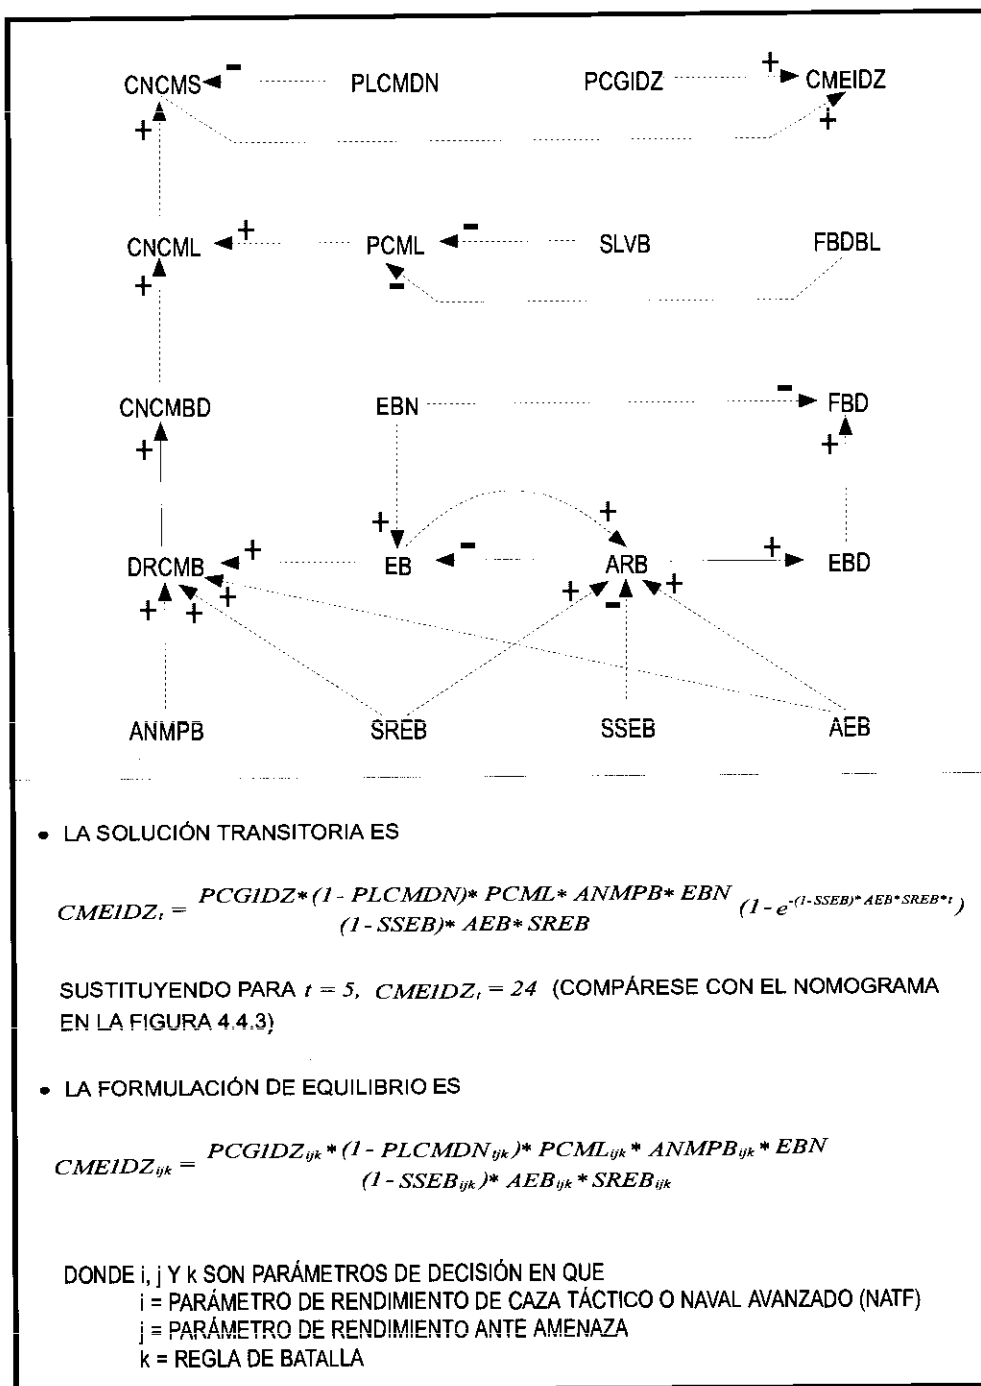 CNCMS - PLCMDN PCGIDZ + CMEIDZ
+ +
CNCML + PCML - SLVB FBDBL
+ -
CNCMBD EBN - FBD
+ +
+ +
DRCMB + EB - ARB + EBD
+ + + + - +
ANMPB SREB SSEB AEB
• LA SOLUCIÓN TRANSITORIA ES
CMEIDZt = PCGIDZ* (1 - PLCMDN)* PCML* ANMPB* EBN / (1 - SSEB)* AEB* SREB (1 - e^-(1-SSEB)* AEB* SREB*t)
SUSTITUYENDO PARA t = 5, CMEIDZt = 24 (COMPÁRESE CON EL NOMOGRAMA
EN LA FIGURA 4.4.3)
• LA FORMULACIÓN DE EQUILIBRIO ES
CMEIDZijk = PCGIDZijk * (1 - PLCMDNijk)* PCMLijk * ANMPBijk * EBN / (1 - SSEBijk)* AEBijk * SREBijk
DONDE i, j Y k SON PARÁMETROS DE DECISIÓN EN QUE
i = PARÁMETRO DE RENDIMIENTO DE CAZA TÁCTICO O NAVAL AVANZADO (NATF)
j = PARÁMETRO DE RENDIMIENTO ANTE AMENAZA
k = REGLA DE BATALLA